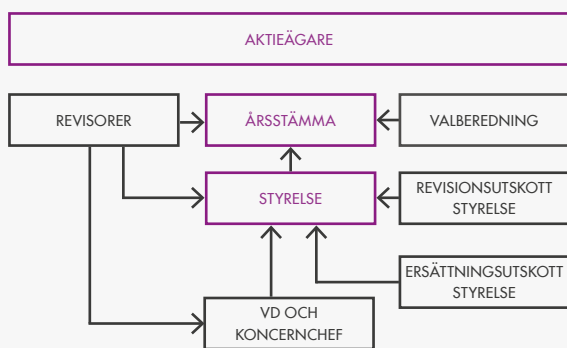 AKTIEÄGARE
REVISORER
ÅRSSTÄMMA
VALBEREDNING
STYRELSE
REVISIONSUTSKOTT
STYRELSE
ERSÄTTNINGSUTSKOTT
STYRELSE
VD OCH
KONCERNCHEF